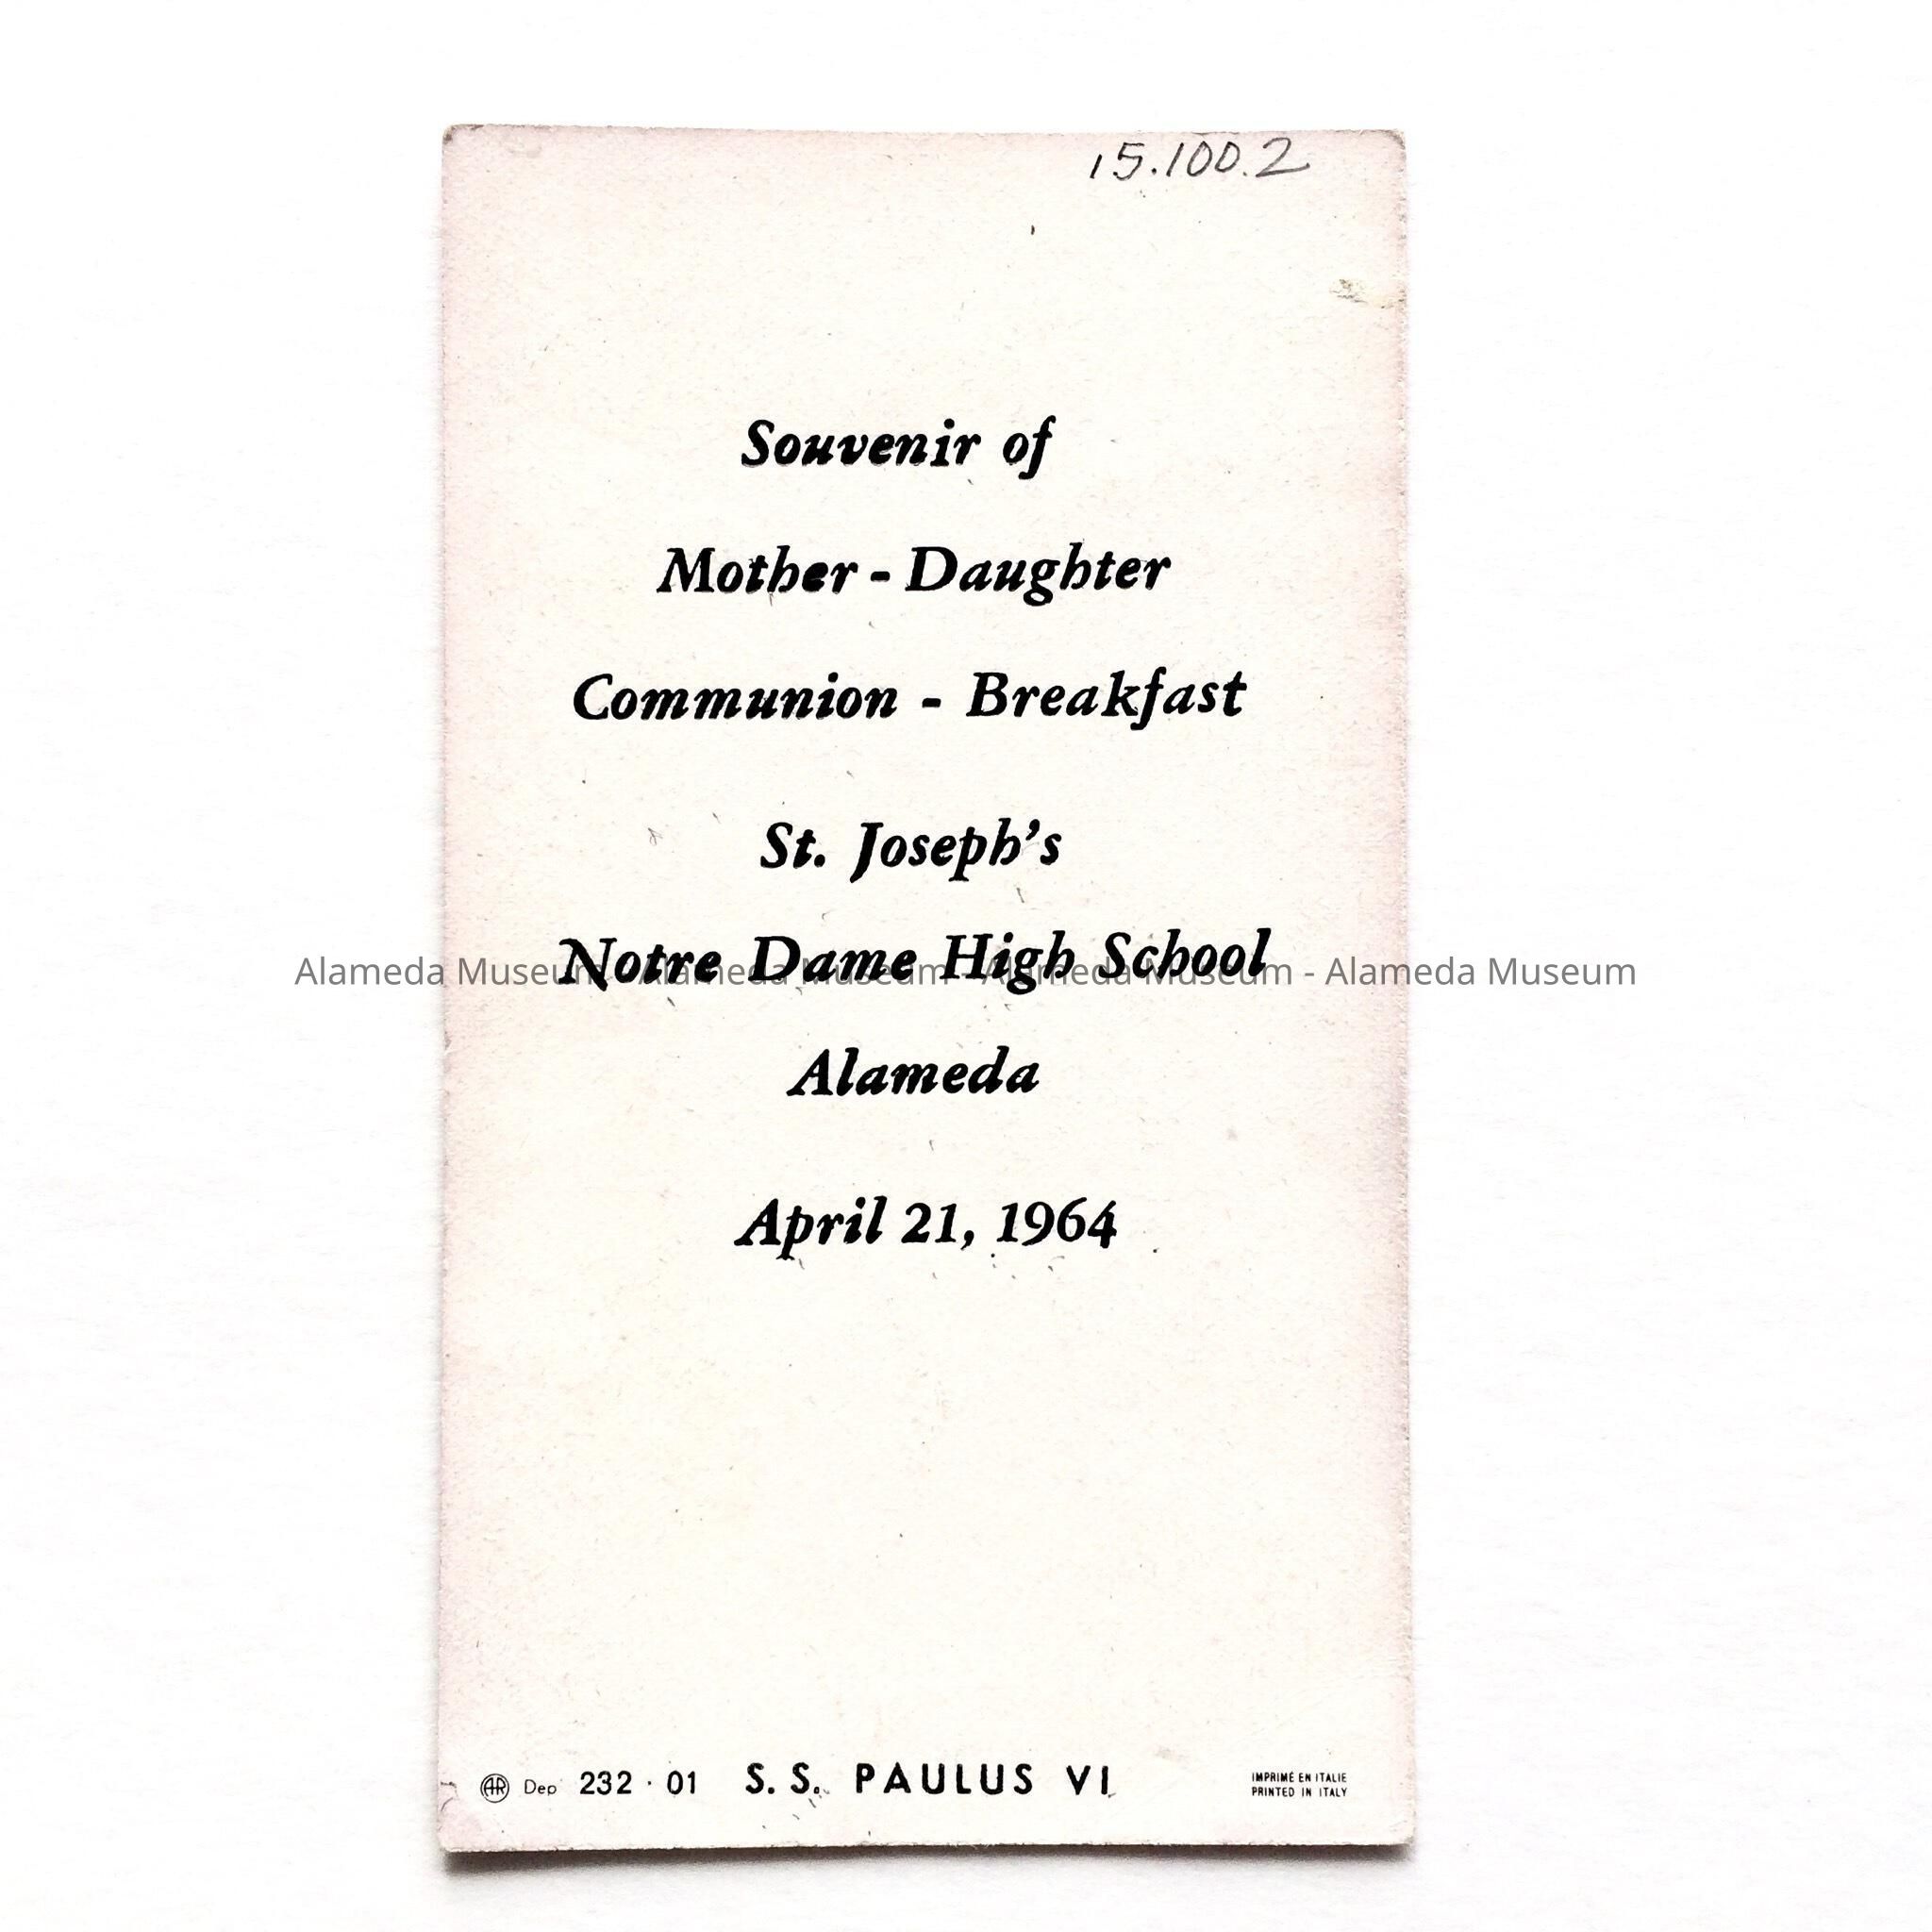 15.100.2
Souvenir of
Mother - Daughter
Communion - Breakfast
St. Joseph's
Notre Dame High School
Alameda Museum - Alameda Museum - Alameda Museum - Alameda Museum
Alameda
April 21, 1964
AR Dep 232 · 01 S. S. PAULUS VI
IMPRIMÉ EN ITALIE
PRINTED IN ITALY